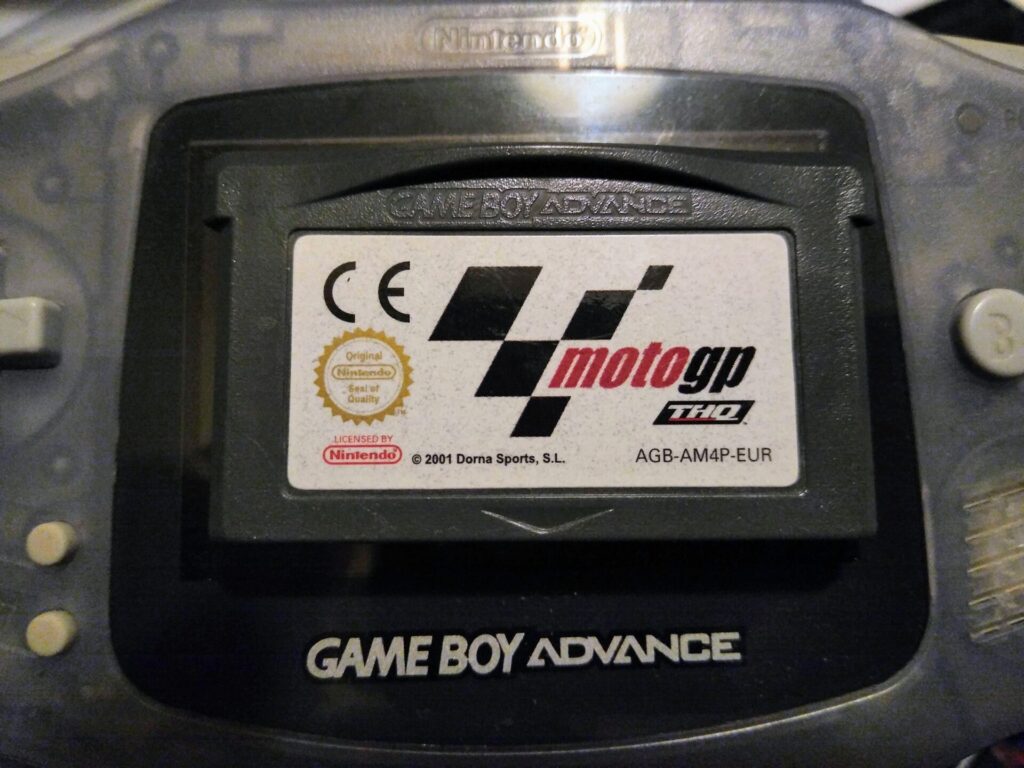 Nintendo
GAME BOY ADVANCE
CE
motogp
THQ
Original
Nintendo
Seal of
Quality
TM
LICENSED BY
Nintendo
© 2001 Dorna Sports, S.L.
AGB-AM4P-EUR
B
GAME BOY ADVANCE